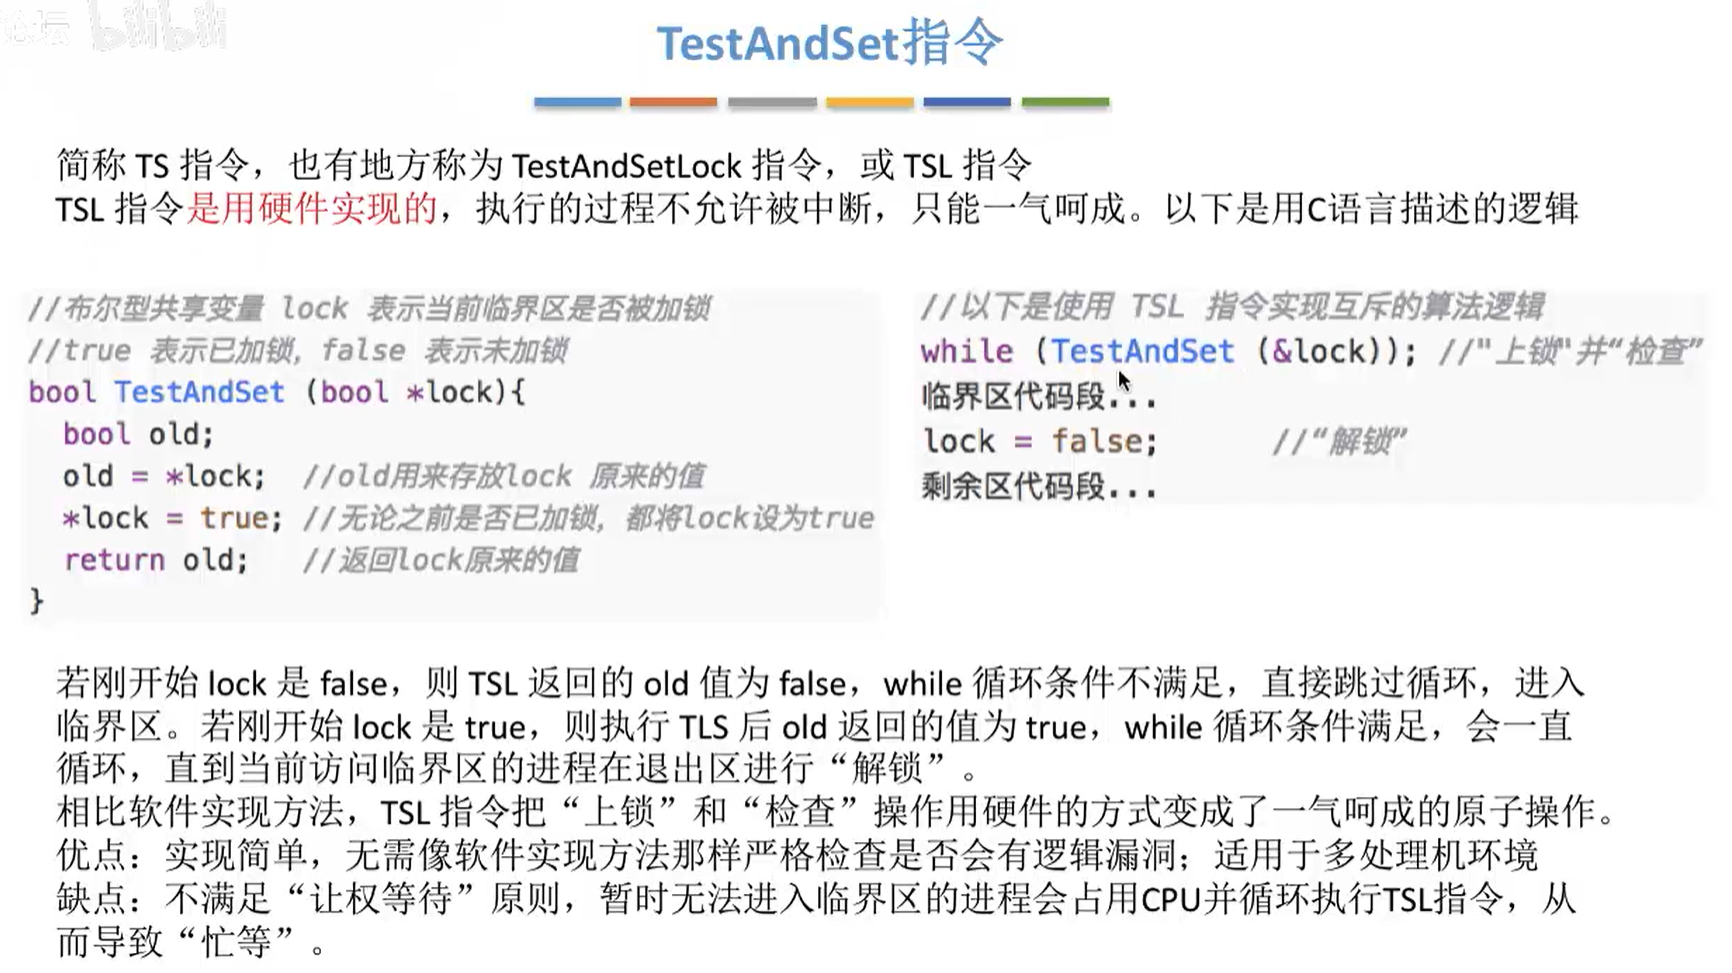 论坛 bilibili
TestAndSet指令
简称 TS 指令，也有地方称为 TestAndSetLock 指令，或 TSL 指令
TSL 指令是用硬件实现的，执行的过程不允许被中断，只能一气呵成。以下是用C语言描述的逻辑
//布尔型共享变量 lock 表示当前临界区是否被加锁
//true 表示已加锁，false 表示未加锁
bool TestAndSet (bool *lock){
bool old;
old = *lock; //old用来存放lock 原来的值
*lock = true; //无论之前是否已加锁，都将lock设为true
return old; //返回lock原来的值
}
//以下是使用 TSL 指令实现互斥的算法逻辑
while (TestAndSet (&lock)); //"上锁"并“检查”
临界区代码段...
lock = false; //“解锁”
剩余区代码段...
若刚开始 lock 是 false，则 TSL 返回的 old 值为 false，while 循环条件不满足，直接跳过循环，进入
临界区。若刚开始 lock 是 true，则执行 TLS 后 old 返回的值为 true，while 循环条件满足，会一直
循环，直到当前访问临界区的进程在退出区进行“解锁”。
相比软件实现方法，TSL 指令把“上锁”和“检查”操作用硬件的方式变成了一气呵成的原子操作。
优点：实现简单，无需像软件实现方法那样严格检查是否会有逻辑漏洞；适用于多处理机环境
缺点：不满足“让权等待”原则，暂时无法进入临界区的进程会占用CPU并循环执行TSL指令，从
而导致“忙等”。